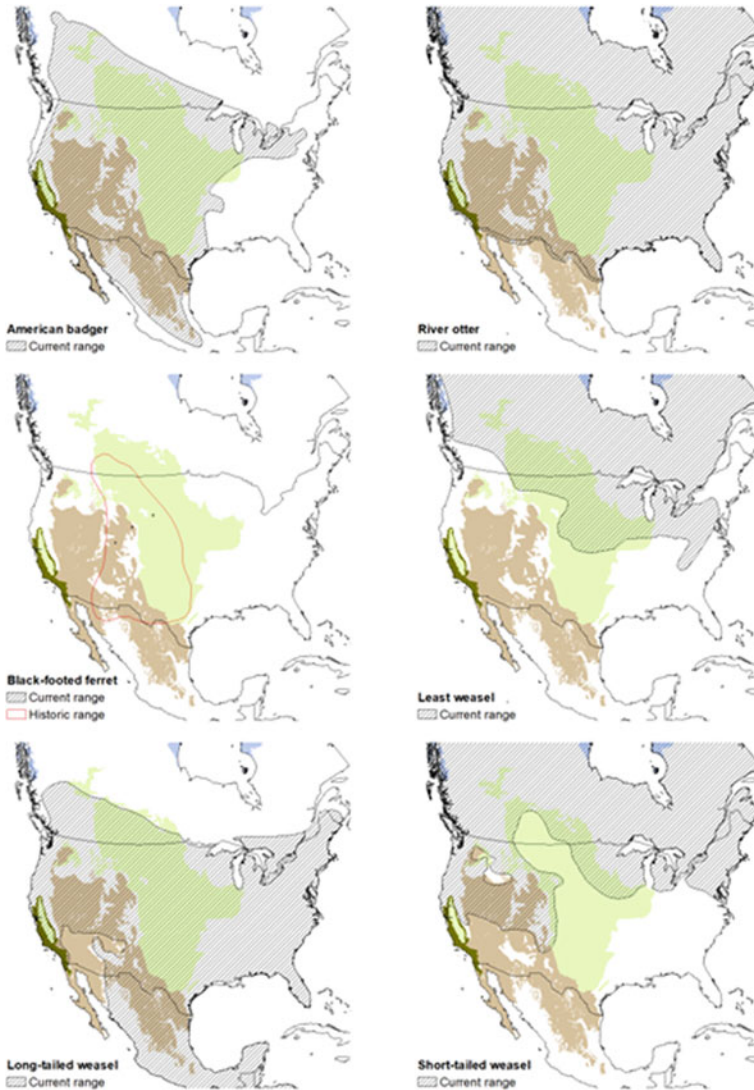 American badger
Current range
River otter
Current range
Black-footed ferret
Current range
Historic range
Least weasel
Current range
Long-tailed weasel
Current range
Short-tailed weasel
Current range